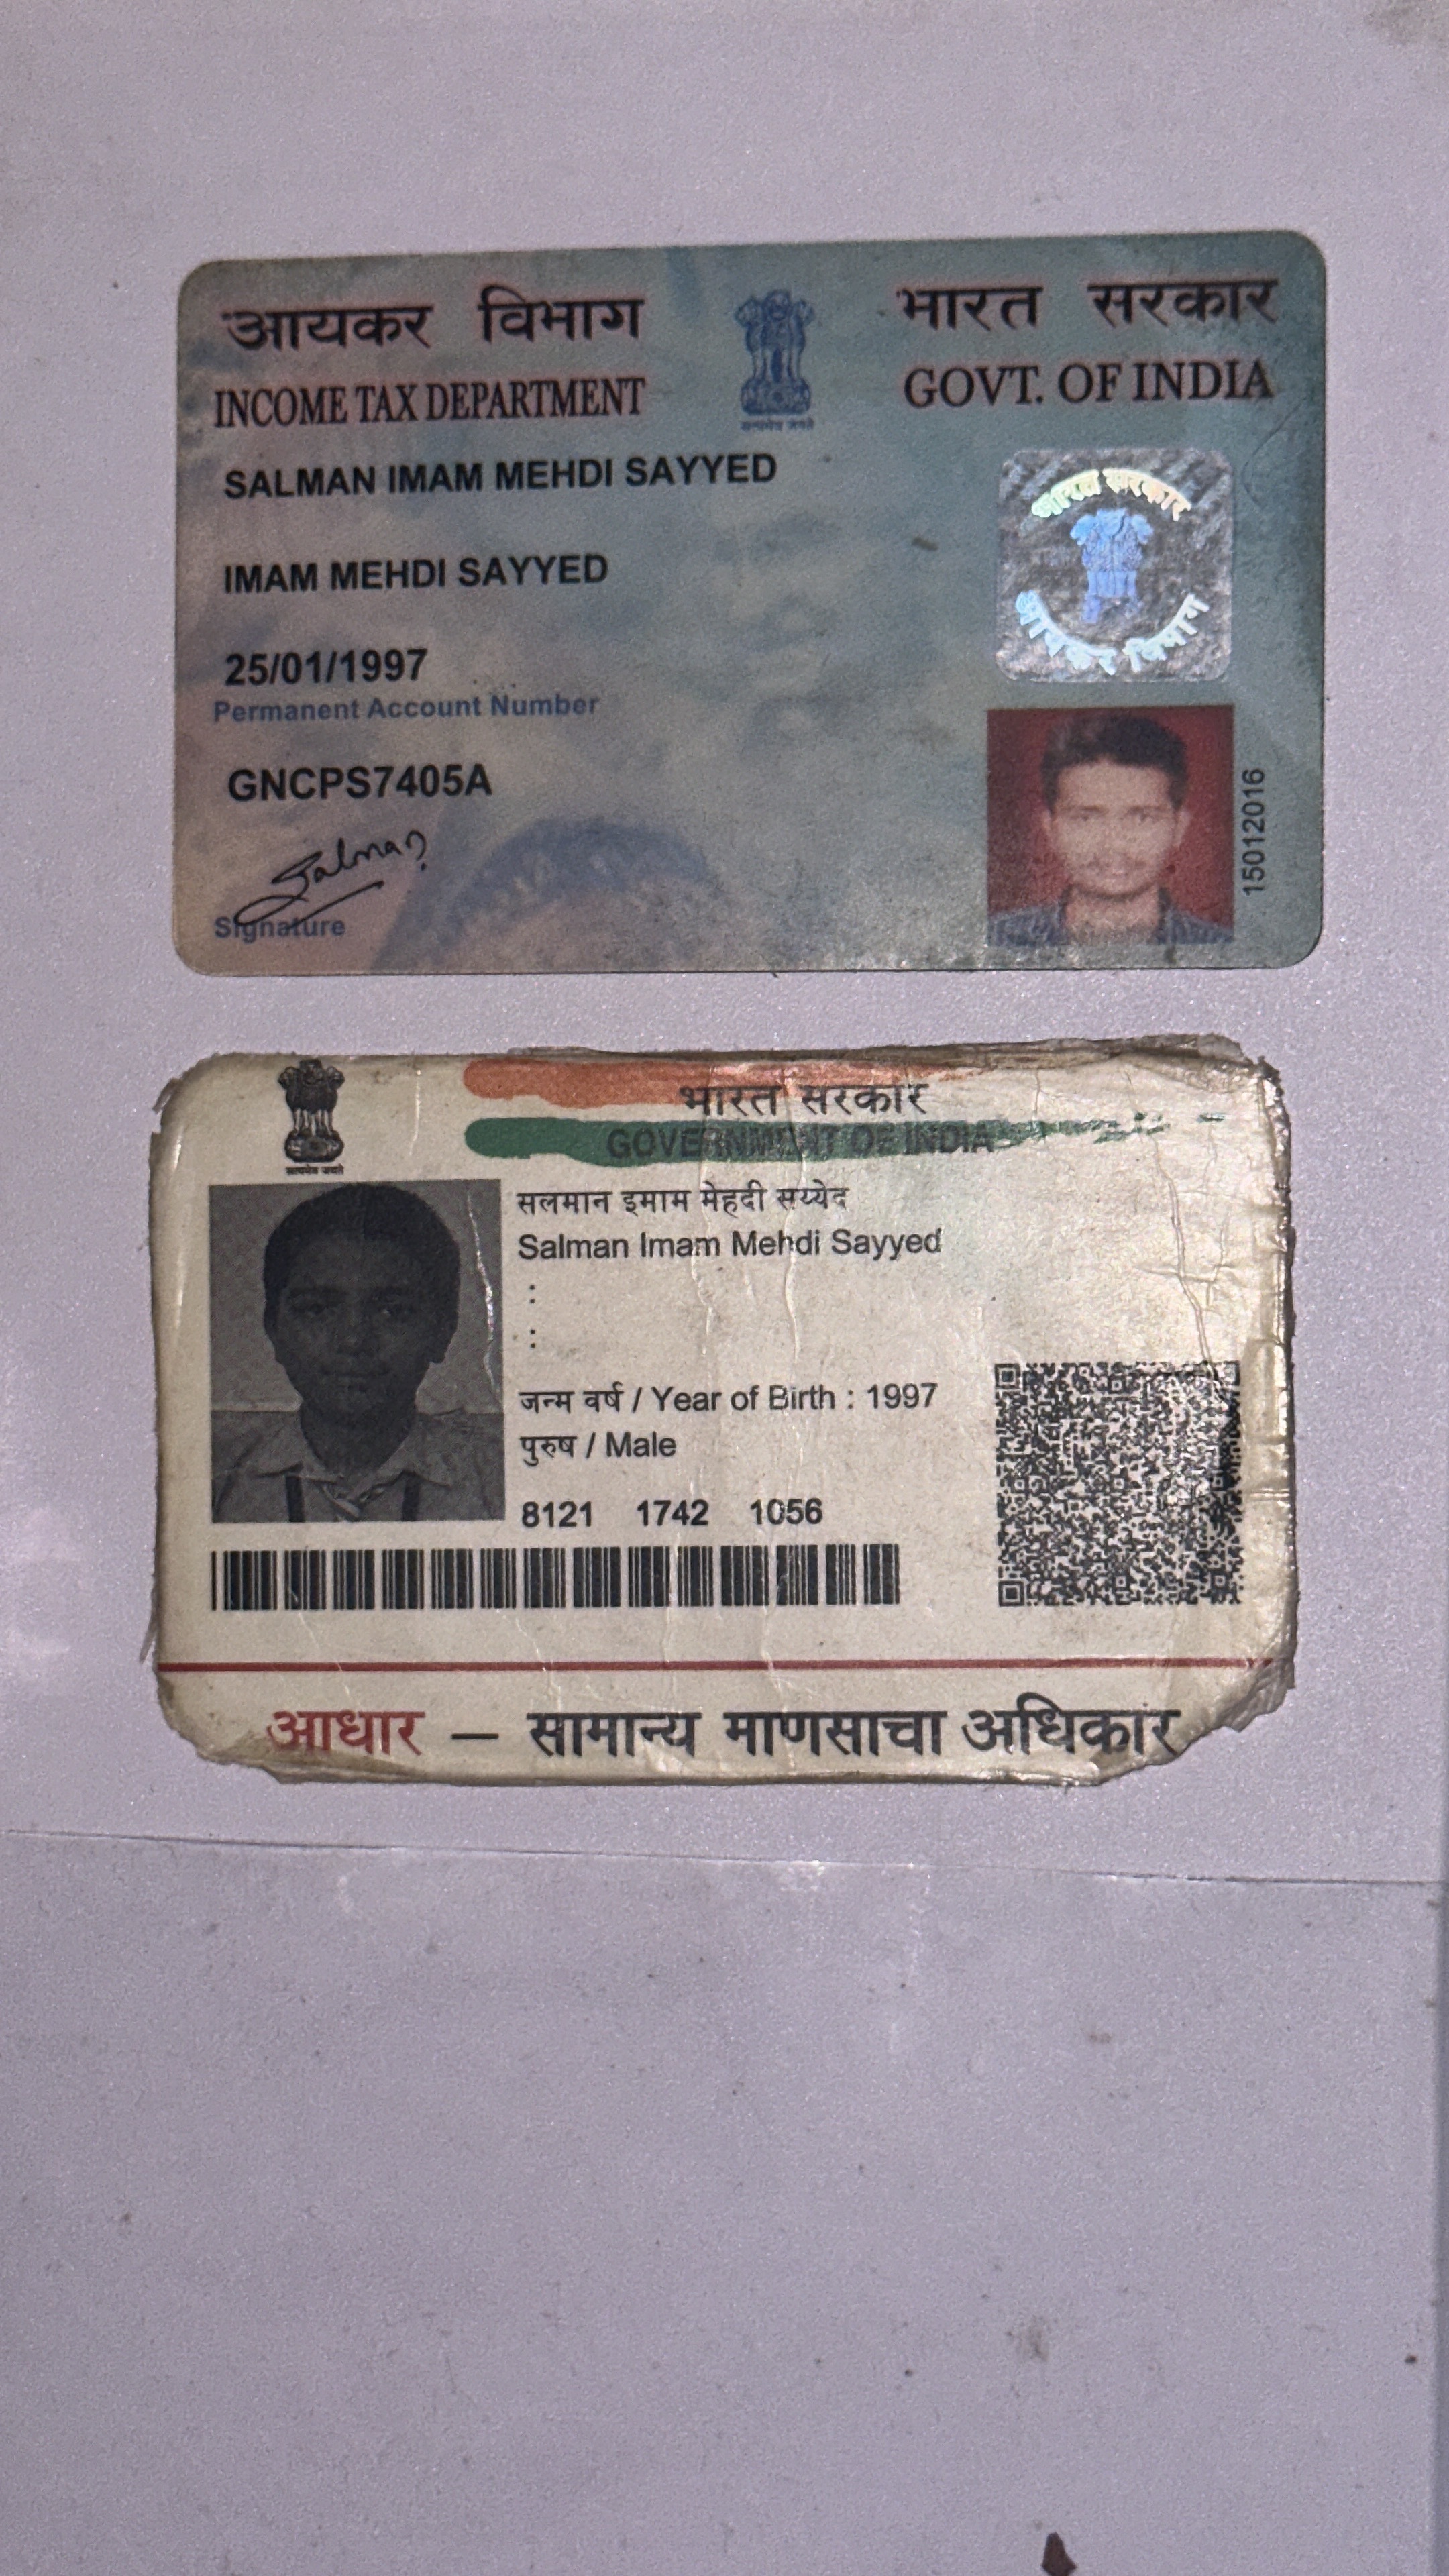 आयकर विभाग
भारत सरकार
INCOME TAX DEPARTMENT
GOVT. OF INDIA
सत्यमेव जयते
SALMAN IMAM MEHDI SAYYED
भारत सरकार
आयकर विभाग
IMAM MEHDI SAYYED
25/01/1997
Permanent Account Number
GNCPS7405A
15012016
Salman
Signature
भारत सरकार
GOVERNMENT OF INDIA
सत्यमेव जयते
सलमान इमाम मेहदी सय्येद
Salman Imam Mehdi Sayyed
:
:
जन्म वर्ष / Year of Birth : 1997
पुरुष / Male
8121 1742 1056
आधार – सामान्य माणसाचा अधिकार